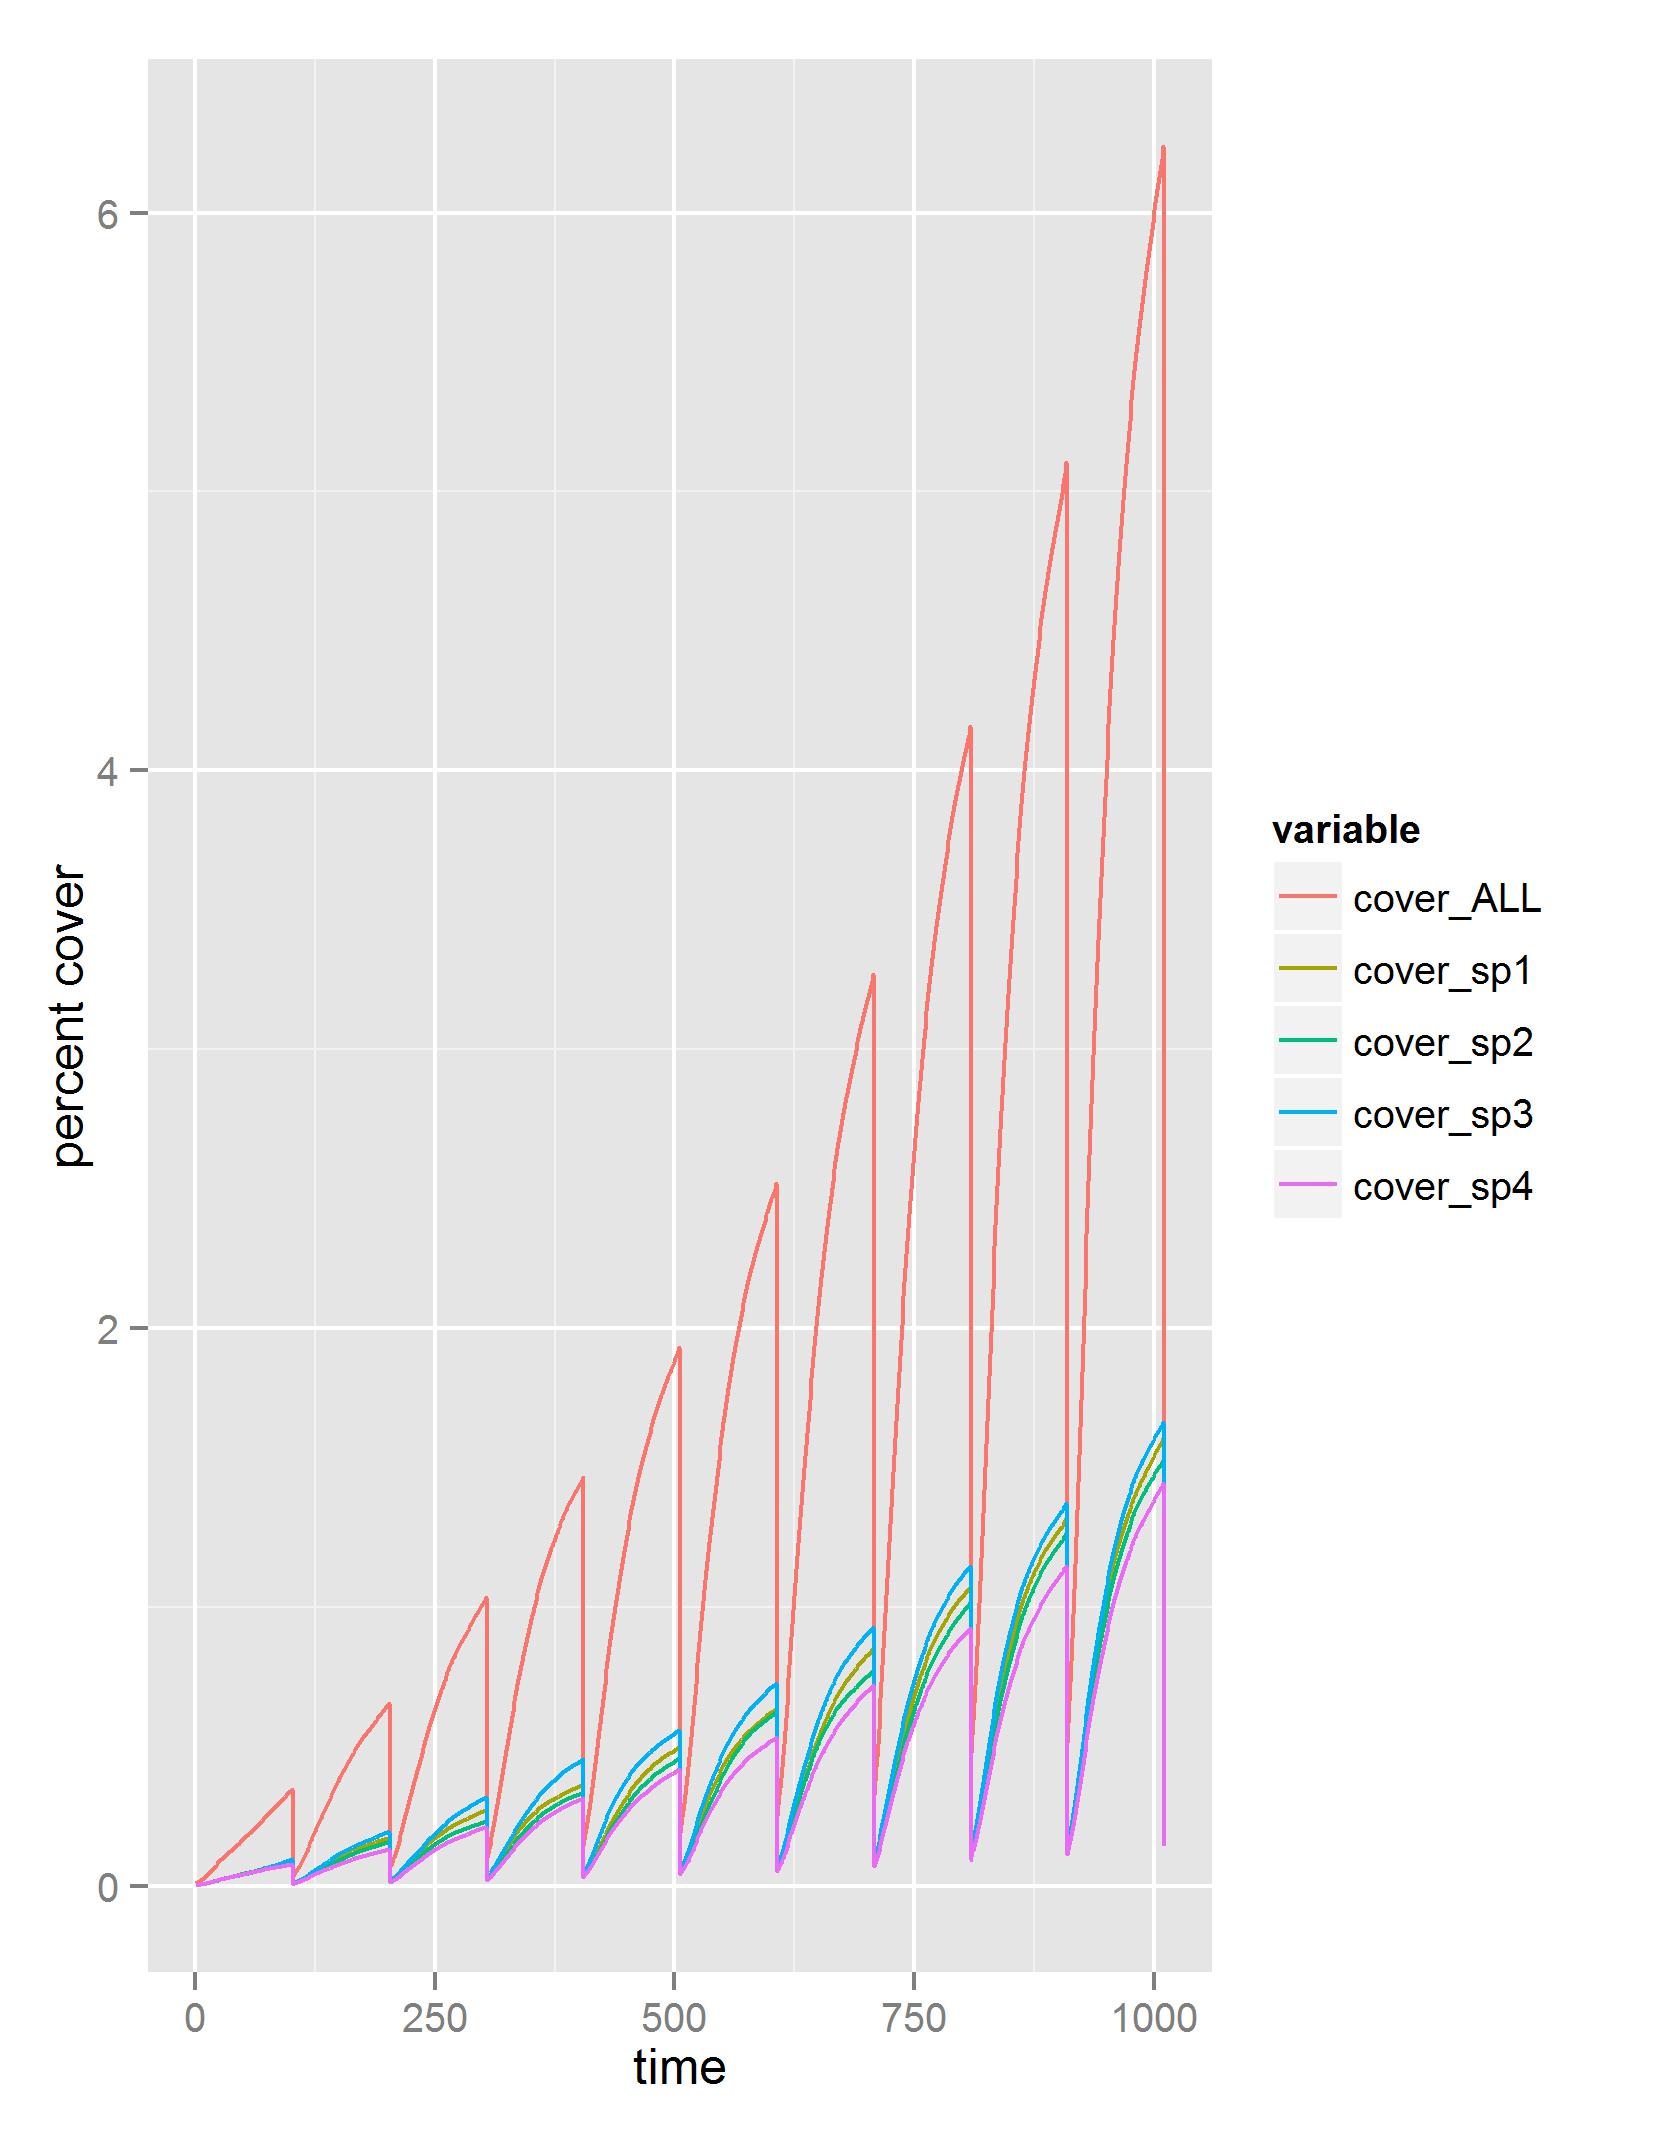 percent cover
6
4
2
0
0 250 500 750 1000
time
variable
cover_ALL
cover_sp1
cover_sp2
cover_sp3
cover_sp4